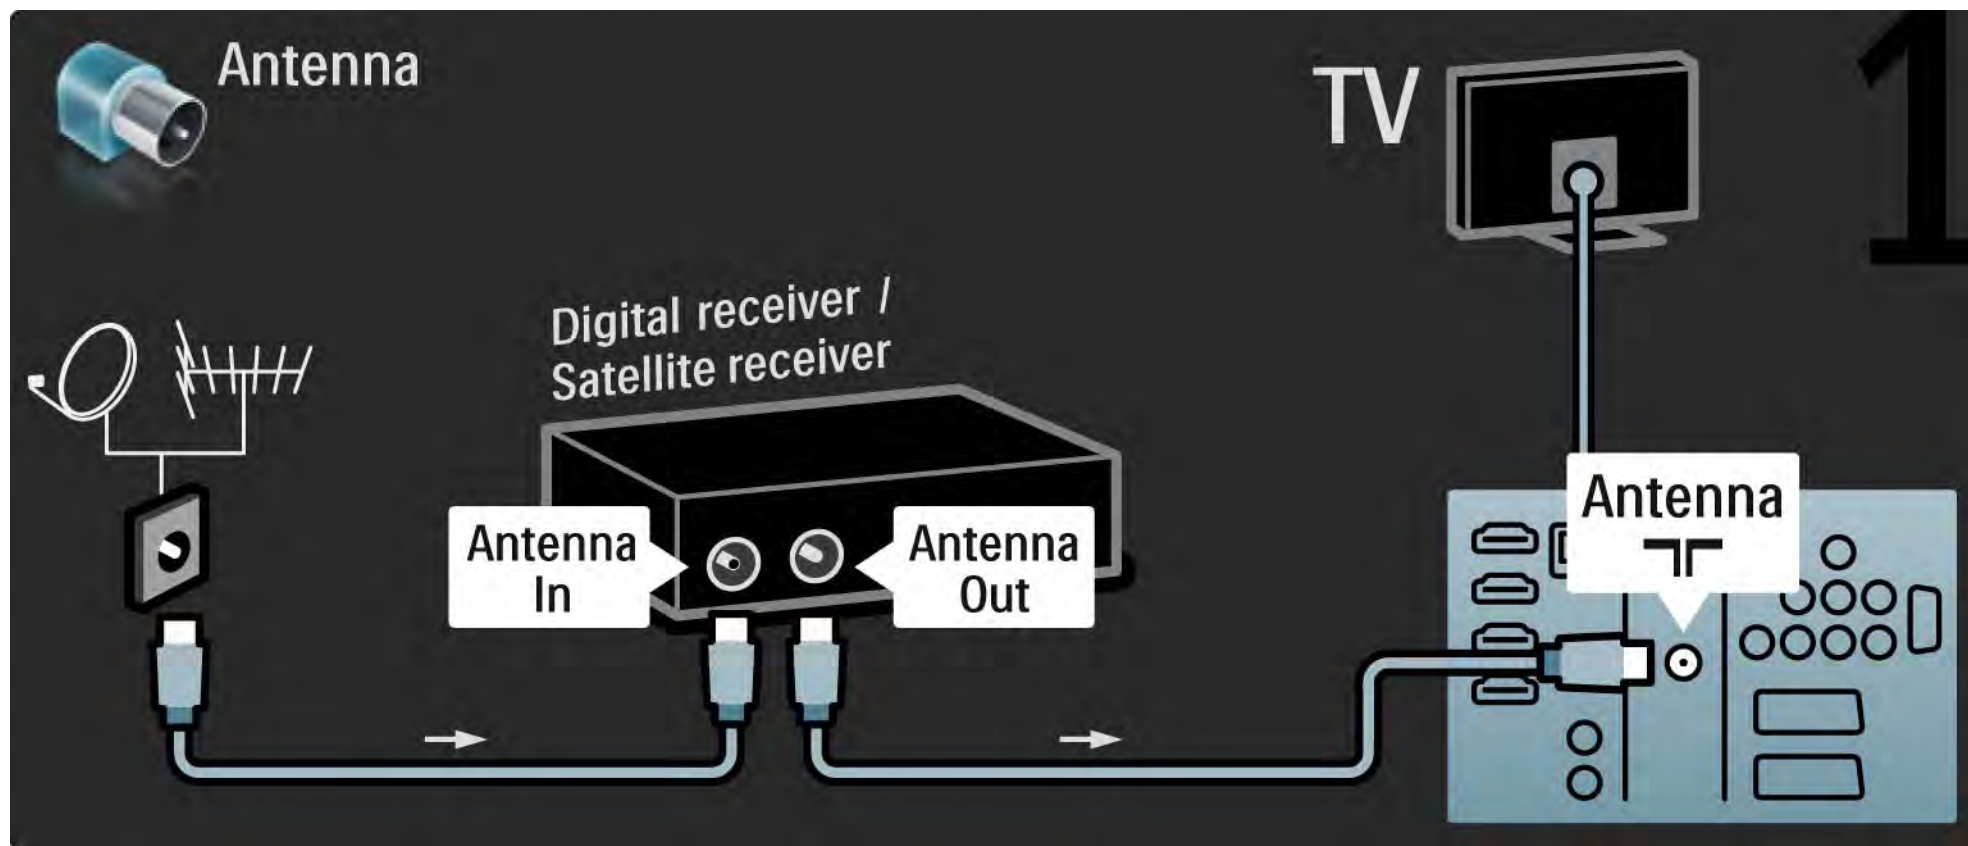 Antenna
TV
1
Digital receiver /
Satellite receiver
Antenna
In
Antenna
Out
Antenna